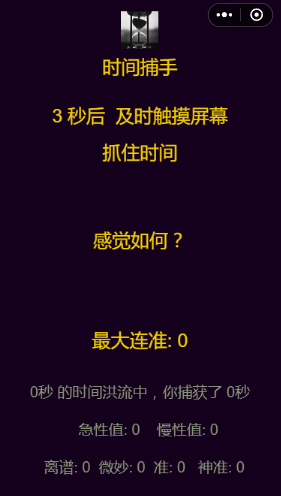 时间捕手
3 秒后 及时触摸屏幕
抓住时间
感觉如何？
最大连准: 0
0秒 的时间洪流中，你捕获了 0秒
急性值: 0 慢性值: 0
离谱: 0 微妙: 0 准: 0 神准: 0